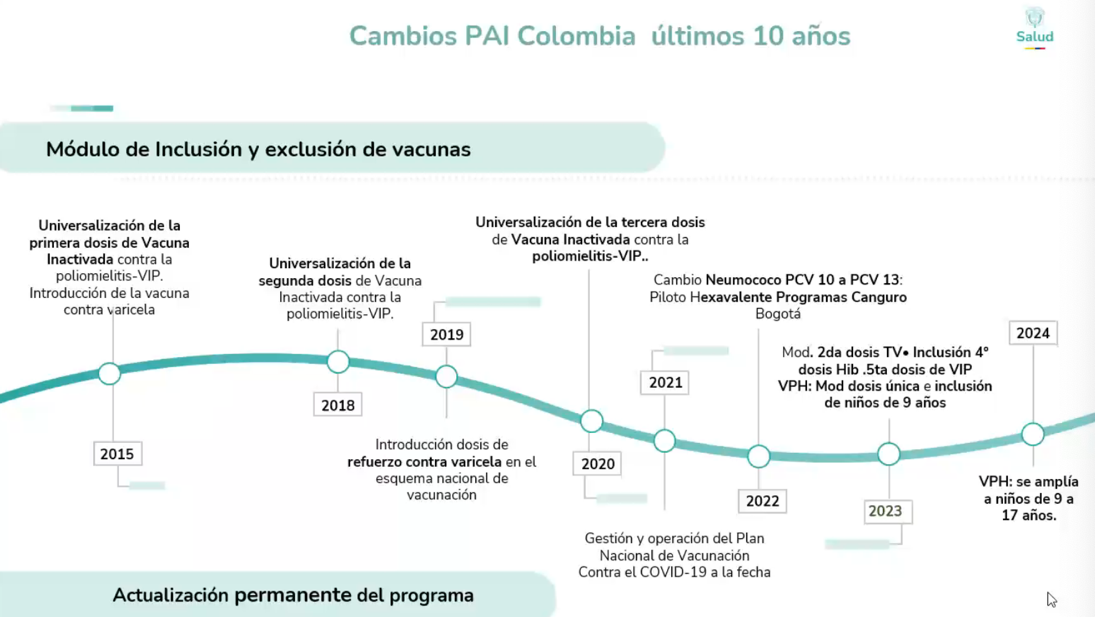 Cambios PAI Colombia últimos 10 años
Salud
Módulo de Inclusión y exclusión de vacunas
Universalización de la
primera dosis de Vacuna
Inactivada contra la
poliomielitis-VIP.
Introducción de la vacuna
contra varicela
2015
Universalización de la
segunda dosis de Vacuna
Inactivada contra la
poliomielitis-VIP.
2018
2019
Introducción dosis de
refuerzo contra varicela en el
esquema nacional de
vacunación
Universalización de la tercera dosis
de Vacuna Inactivada contra la
poliomielitis-VIP..
2020
2021
Gestión y operación del Plan
Nacional de Vacunación
Contra el COVID-19 a la fecha
Cambio Neumococo PCV 10 a PCV 13:
Piloto Hexavalente Programas Canguro
Bogotá
2022
Mod. 2da dosis TV• Inclusión 4°
dosis Hib .5ta dosis de VIP
VPH: Mod dosis única e inclusión
de niños de 9 años
2023
2024
VPH: se amplía
a niños de 9 a
17 años.
Actualización permanente del programa